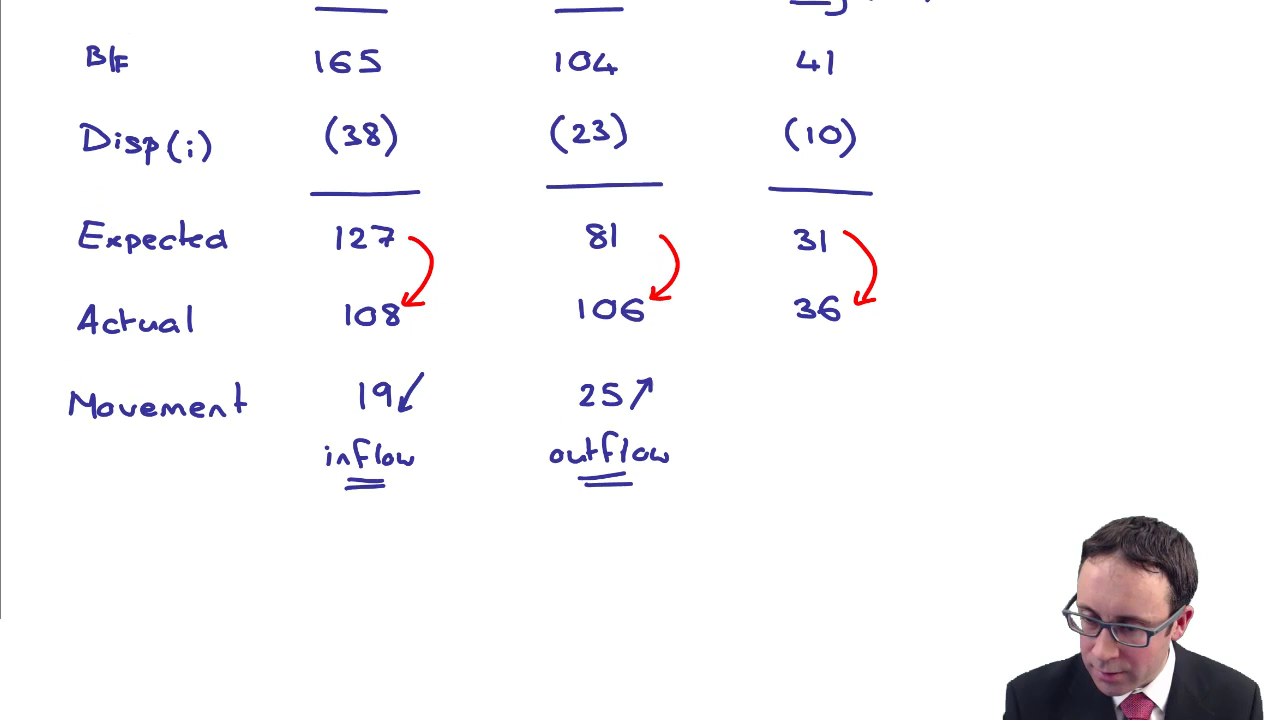 B/F 165 104 41
Disp(i) (38) (23) (10)
Expected 127 81 31
Actual 108 106 36
Movement 19↙ 25↗
inflow outflow